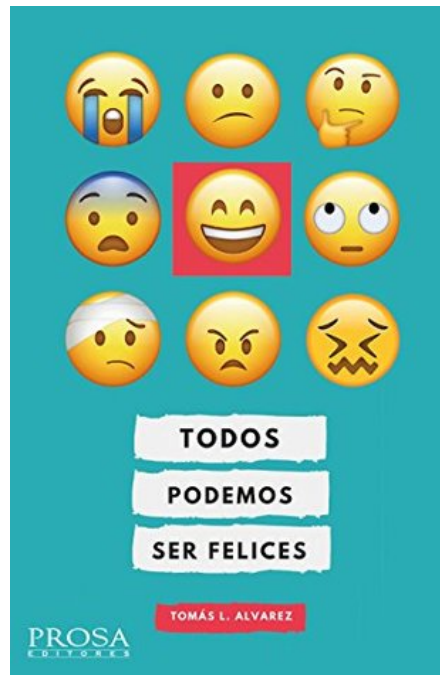 TODOS
PODEMOS
SER FELICES
TOMÁS L. ALVAREZ
PROSA
EDITORES